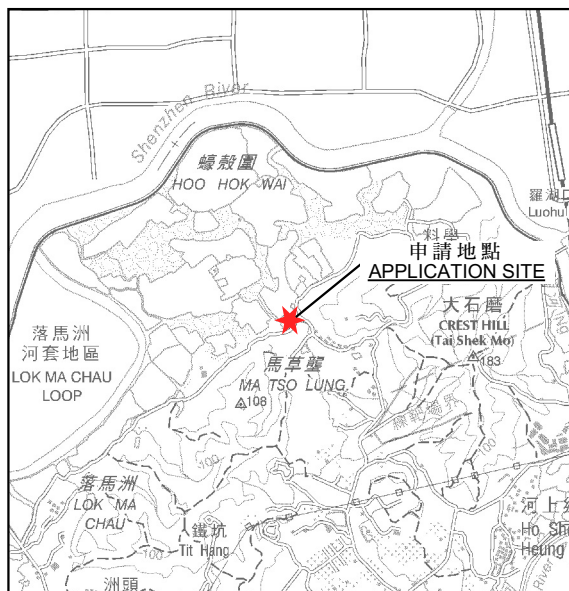 Shenzhen River
蠔殼圍
HOO HOK WAI
羅湖
Luohu
料學
申請地點
APPLICATION SITE
大石磨
CREST HILL
(Tai Shek Mo)
183
落馬洲
河套地區
LOK MA CHAU
LOOP
馬草壟
MA TSO LUNG
108
100
100
落馬洲
LOK MA
CHAU
100
鐵坑
Tit Hang
河上
Ho Sh
Heung
洲頭